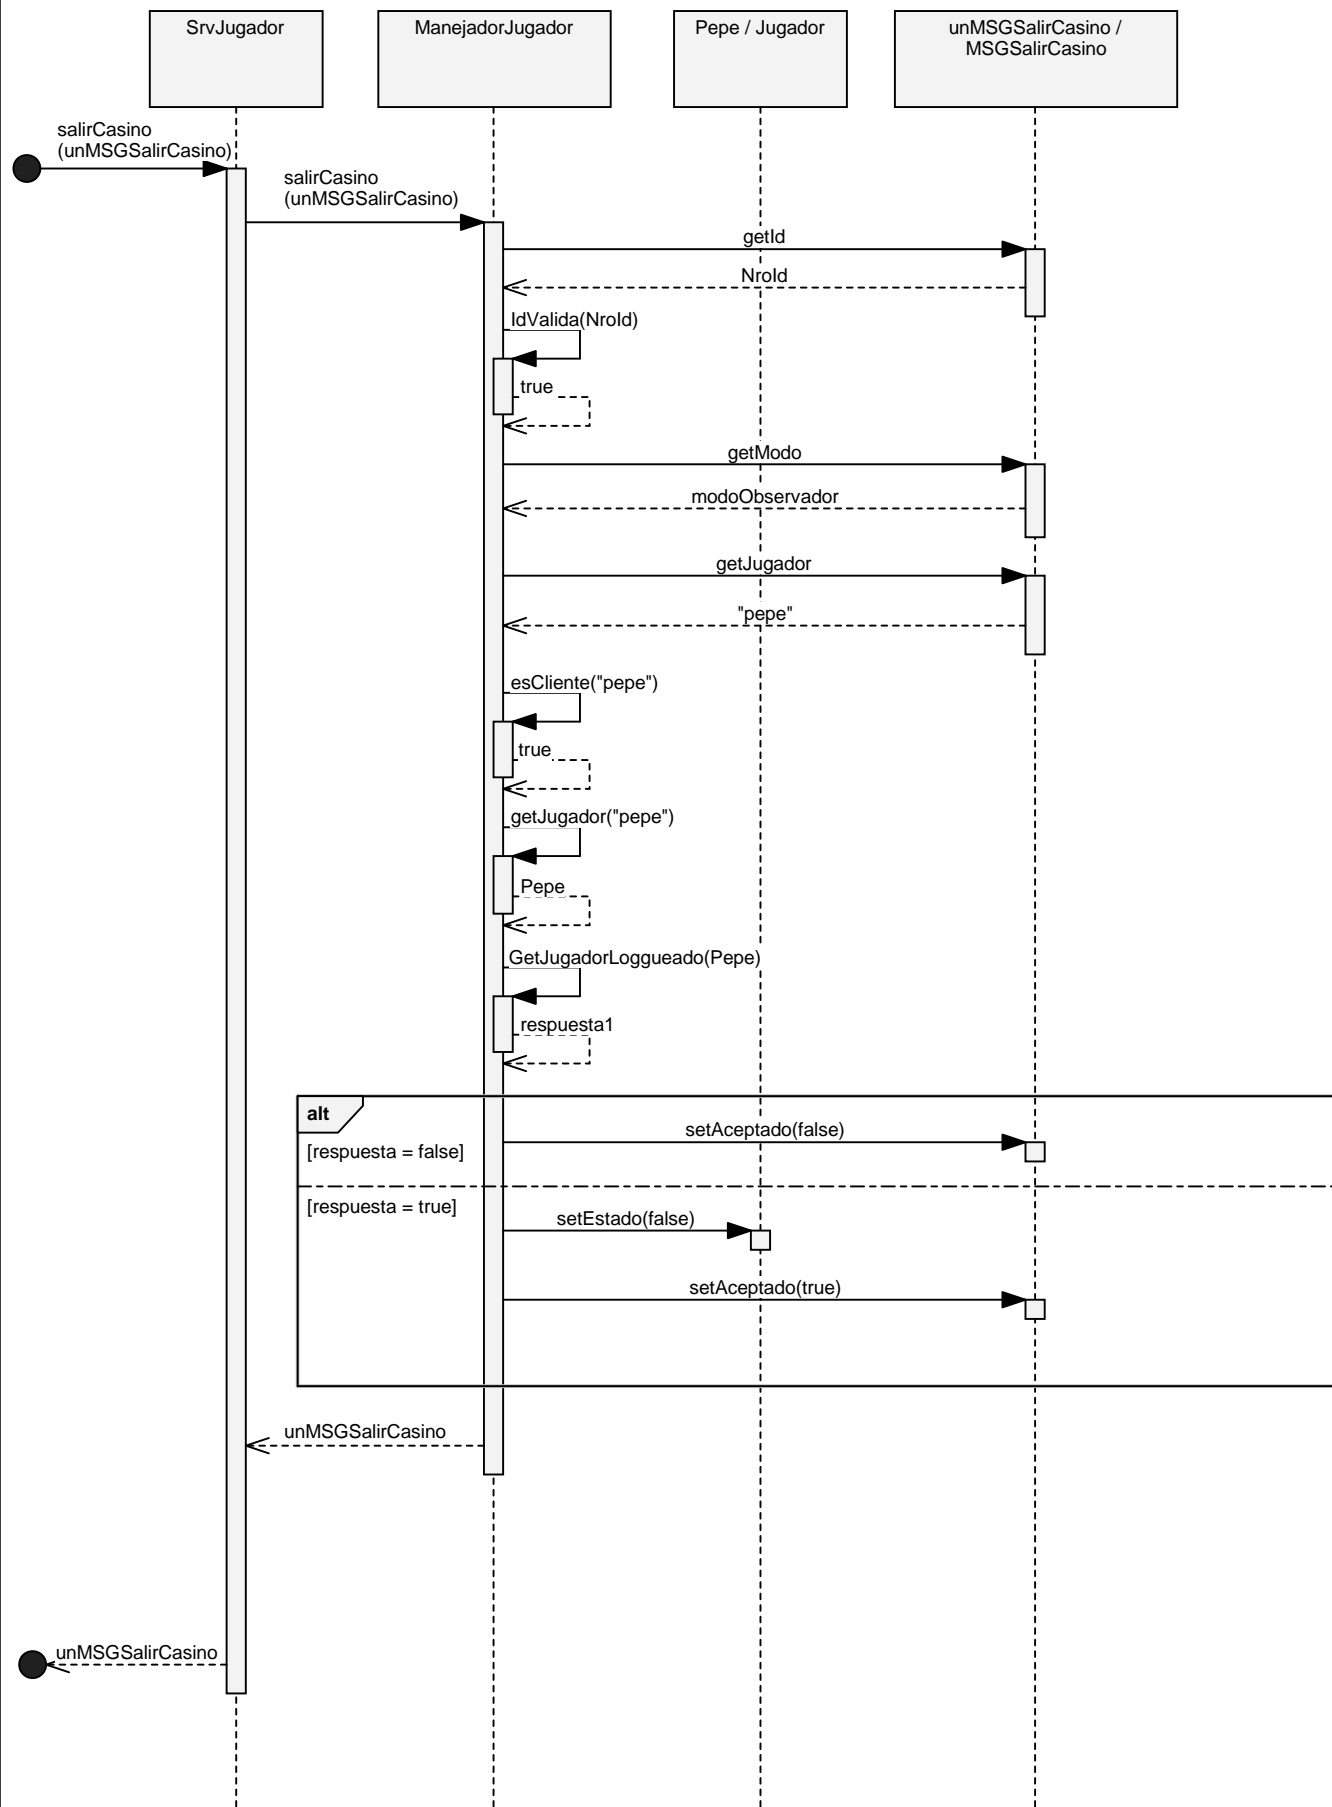 SrvJugador
ManejadorJugador
Pepe / Jugador
unMSGSalirCasino /
MSGSalirCasino
salirCasino
(unMSGSalirCasino)
salirCasino
(unMSGSalirCasino)
getId
NroId
IdValida(NroId)
true
getModo
modoObservador
getJugador
"pepe"
esCliente("pepe")
true
getJugador("pepe")
Pepe
GetJugadorLoggueado(Pepe)
respuesta1
alt
setAceptado(false)
[respuesta = false]
[respuesta = true]
setEstado(false)
setAceptado(true)
unMSGSalirCasino
unMSGSalirCasino